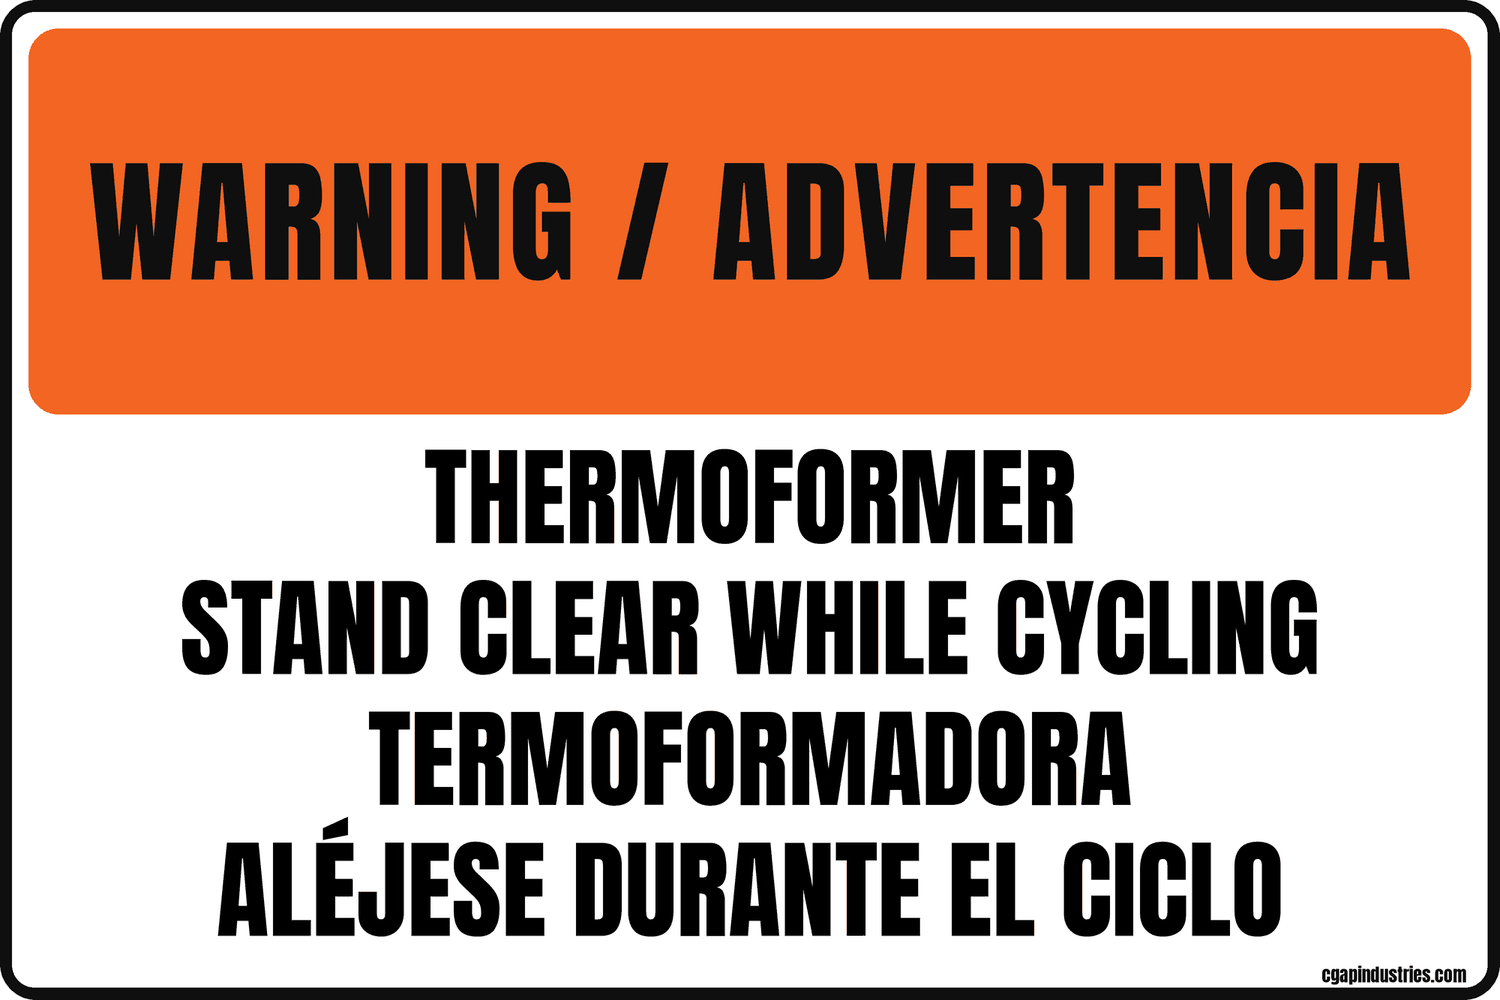 WARNING / ADVERTENCIA
THERMOFORMER
STAND CLEAR WHILE CYCLING
TERMOFORMADORA
ALÉJESE DURANTE EL CICLO
cgapindustries.com